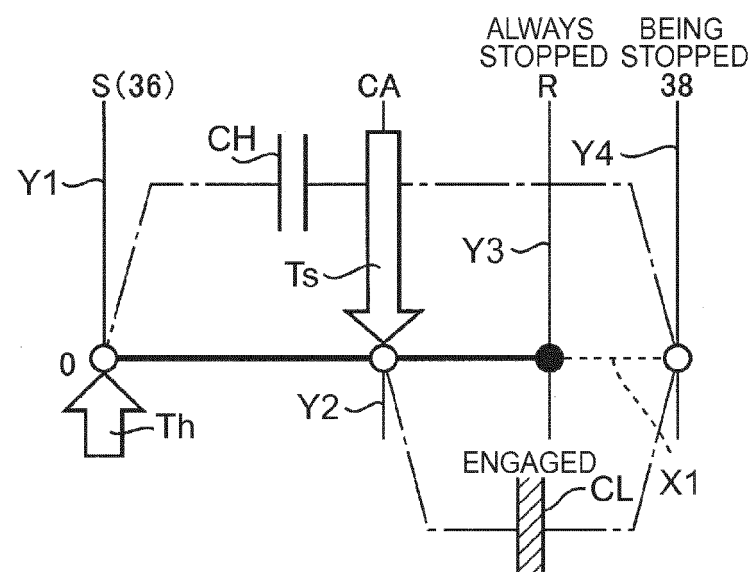 ALWAYS STOPPED
BEING STOPPED
S(36)
CA
R
38
CH
Y1
Y4
Y3
Ts
0
Y2
Th
ENGAGED
CL
X1